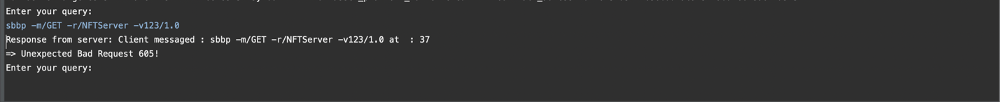 Enter your query:
sbbp -m/GET -r/NFTServer -v123/1.0
Response from server: Client messaged : sbbp -m/GET -r/NFTServer -v123/1.0 at  : 37
=> Unexpected Bad Request 605!
Enter your query: